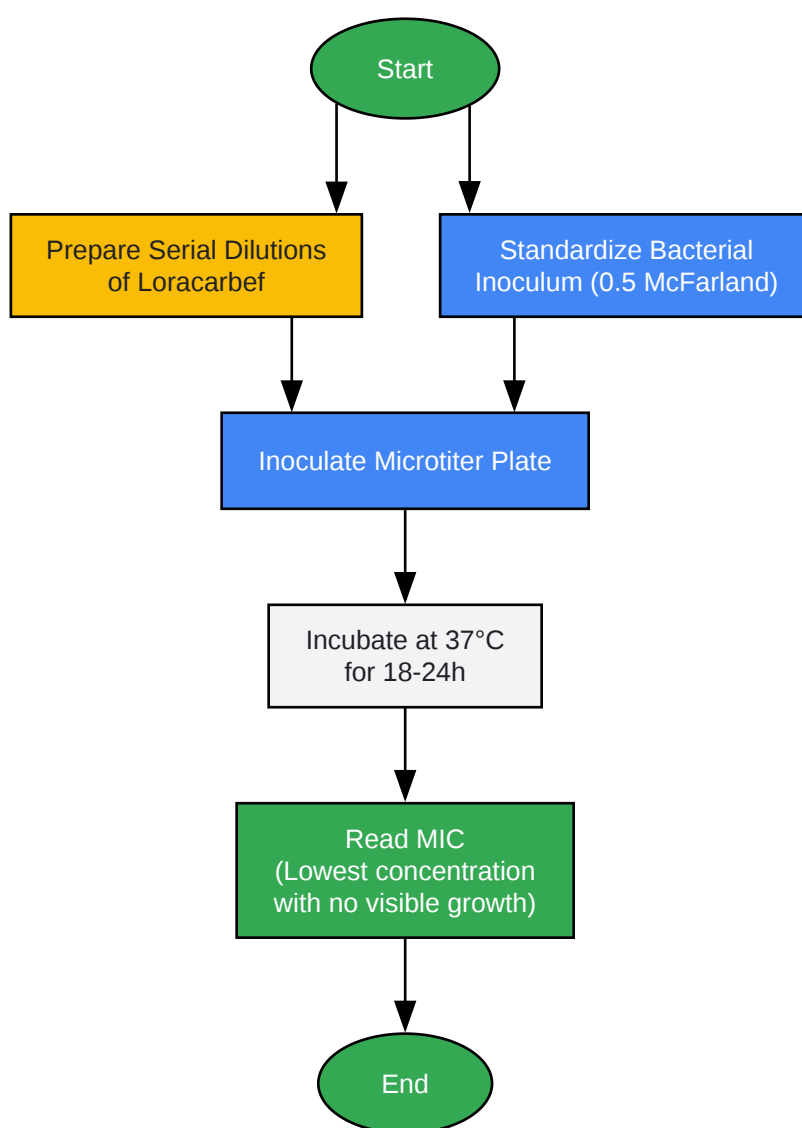 Start
Prepare Serial Dilutions
of Loracarbef
Standardize Bacterial
Inoculum (0.5 McFarland)
Inoculate Microtiter Plate
Incubate at 37°C
for 18-24h
Read MIC
(Lowest concentration
with no visible growth)
End